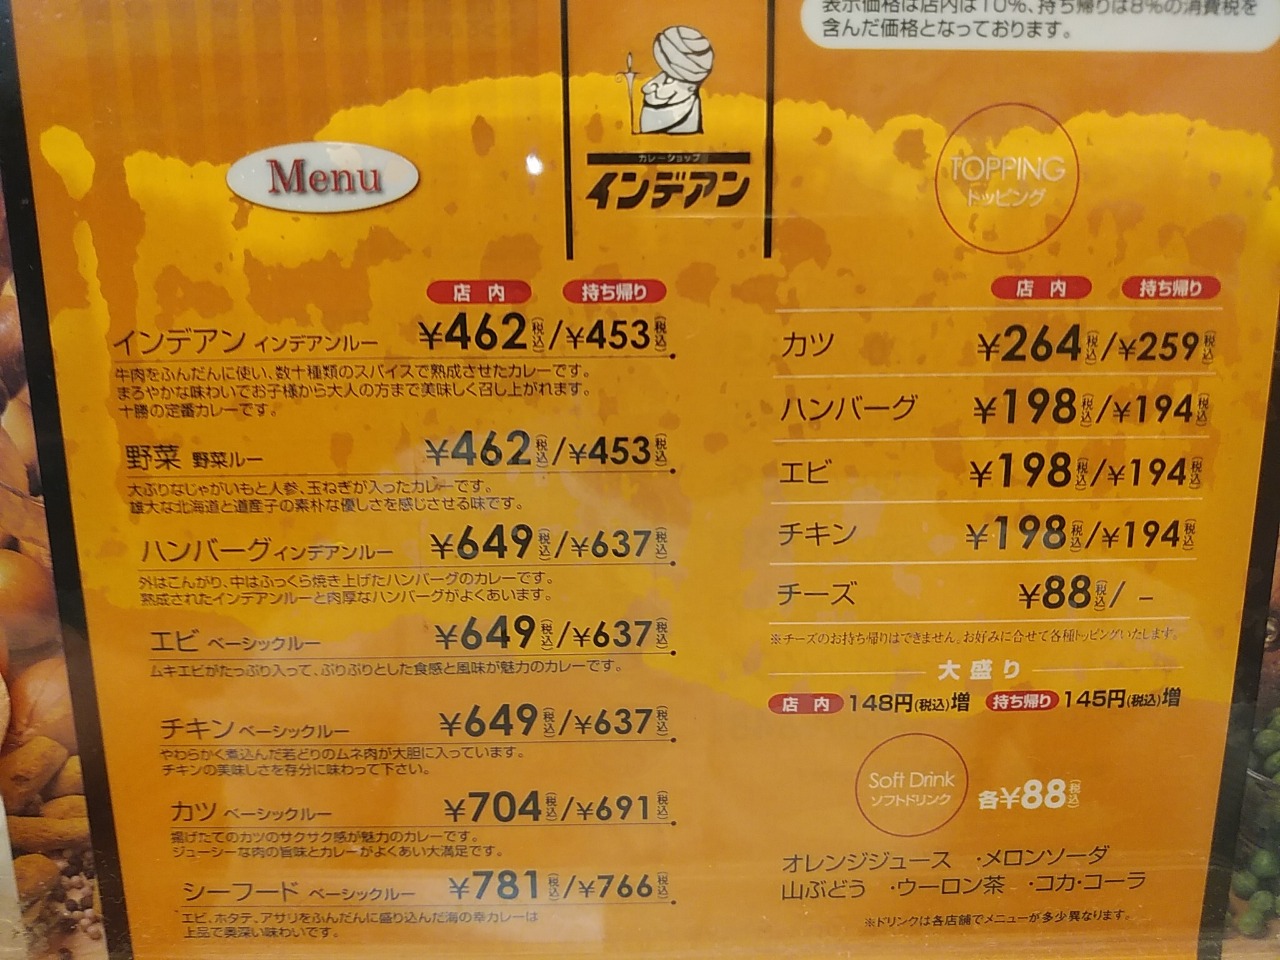 表示価格は店内は10%、持ち帰りは8%の消費税を
含んだ価格となっております。
カレーショップ
インデアン
Menu
店内 持ち帰り
インデアン インデアンルー ¥462(税込)/¥453(税込)
牛肉をふんだんに使い、数十種類のスパイスで熟成させたカレーです。
まろやかな味わいでお子様から大人の方まで美味しく召し上がれます。
十勝の定番カレーです。
野菜 野菜ルー ¥462(税込)/¥453(税込)
大ぶりなじゃがいもと人参、玉ねぎが入ったカレーです。
雄大な北海道と道産子の素朴な優しさを感じさせる味です。
ハンバーグ インデアンルー ¥649(税込)/¥637(税込)
外はこんがり、中はふっくら焼き上げたハンバーグのカレーです。
熟成されたインデアンルーと肉厚なハンバーグがよくあいます。
エビ ベーシックルー ¥649(税込)/¥637(税込)
ムキエビがたっぷり入って、ぷりぷりとした食感と風味が魅力のカレーです。
チキン ベーシックルー ¥649(税込)/¥637(税込)
やわらかく煮込んだ若どりのムネ肉が大胆に入っています。
チキンの美味しさを存分に味わって下さい。
カツ ベーシックルー ¥704(税込)/¥691(税込)
揚げたてのカツのサクサク感が魅力のカレーです。
ジューシーな肉の旨味とカレーがよくあい大満足です。
シーフード ベーシックルー ¥781(税込)/¥766(税込)
エビ、ホタテ、アサリをふんだんに盛り込んだ海の幸カレーは
上品で奥深い味わいです。
TOPPING
トッピング
店内 持ち帰り
カツ ¥264(税込)/¥259(税込)
ハンバーグ ¥198(税込)/¥194(税込)
エビ ¥198(税込)/¥194(税込)
チキン ¥198(税込)/¥194(税込)
チーズ ¥88(税込)/ −
※チーズのお持ち帰りはできません。お好みに合せて各種トッピングいたします。
大盛り
店内 148円(税込)増 持ち帰り 145円(税込)増
Soft Drink
ソフトドリンク
各¥88(税込)
オレンジジュース ・メロンソーダ
山ぶどう ・ウーロン茶 ・コカ・コーラ
※ドリンクは各店舗でメニューが多少異なります。